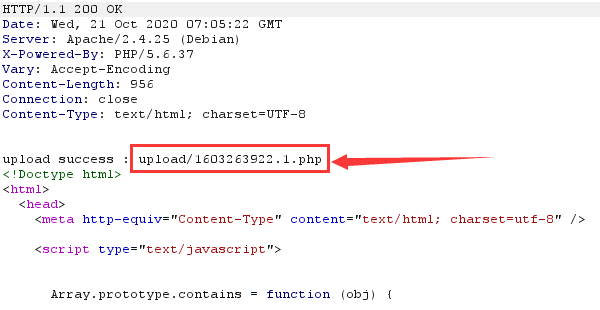 HTTP/1.1 200 OK
Date: Wed, 21 Oct 2020 07:05:22 GMT
Server: Apache/2.4.25 (Debian)
X-Powered-By: PHP/5.6.37
Vary: Accept-Encoding
Content-Length: 956
Connection: close
Content-Type: text/html; charset=UTF-8
upload success : upload/1603263922.1.php
<!Doctype html>
<html>
<head>
<meta http-equiv="Content-Type" content="text/html; charset=utf-8" />
<script type="text/javascript">
Array.prototype.contains = function (obj) {